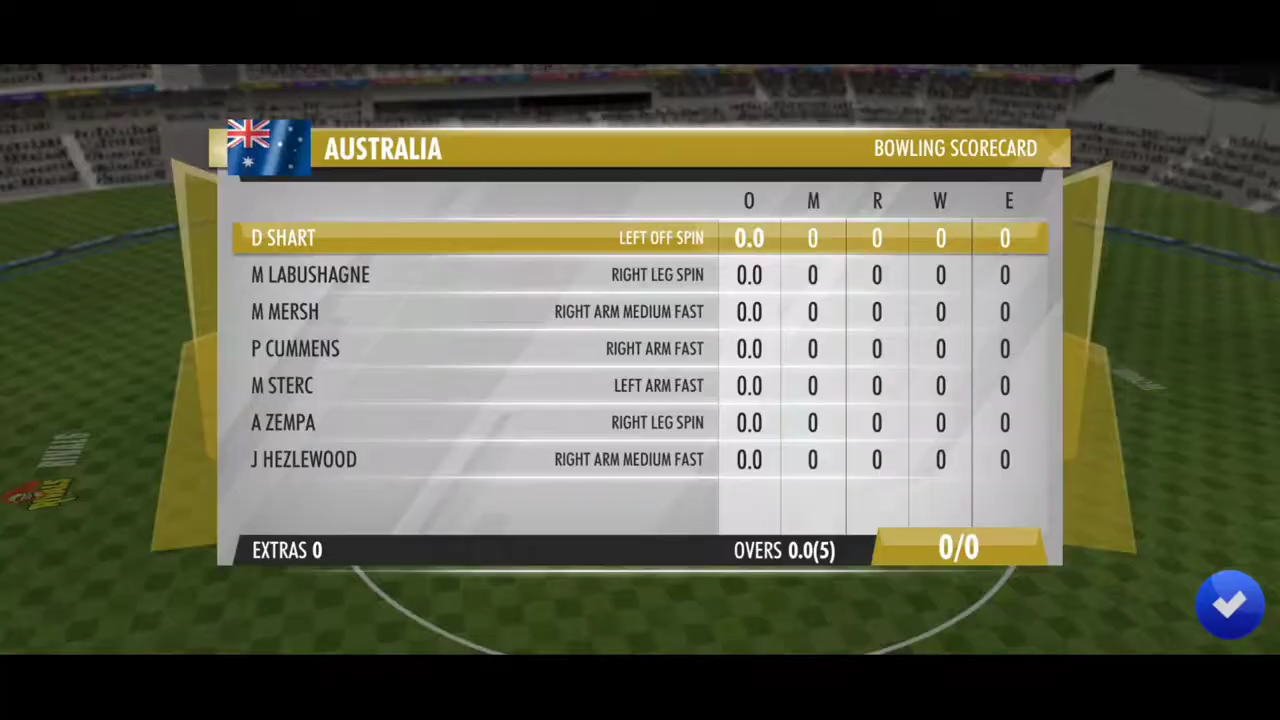 AUSTRALIA BOWLING SCORECARD
O M R W E
D SHART LEFT OFF SPIN 0.0 0 0 0 0
M LABUSHAGNE RIGHT LEG SPIN 0.0 0 0 0 0
M MERSH RIGHT ARM MEDIUM FAST 0.0 0 0 0 0
P CUMMENS RIGHT ARM FAST 0.0 0 0 0 0
M STERC LEFT ARM FAST 0.0 0 0 0 0
A ZEMPA RIGHT LEG SPIN 0.0 0 0 0 0
J HEZLEWOOD RIGHT ARM MEDIUM FAST 0.0 0 0 0 0
EXTRAS 0 OVERS 0.0(5) 0/0
RIVALS
RIVALS